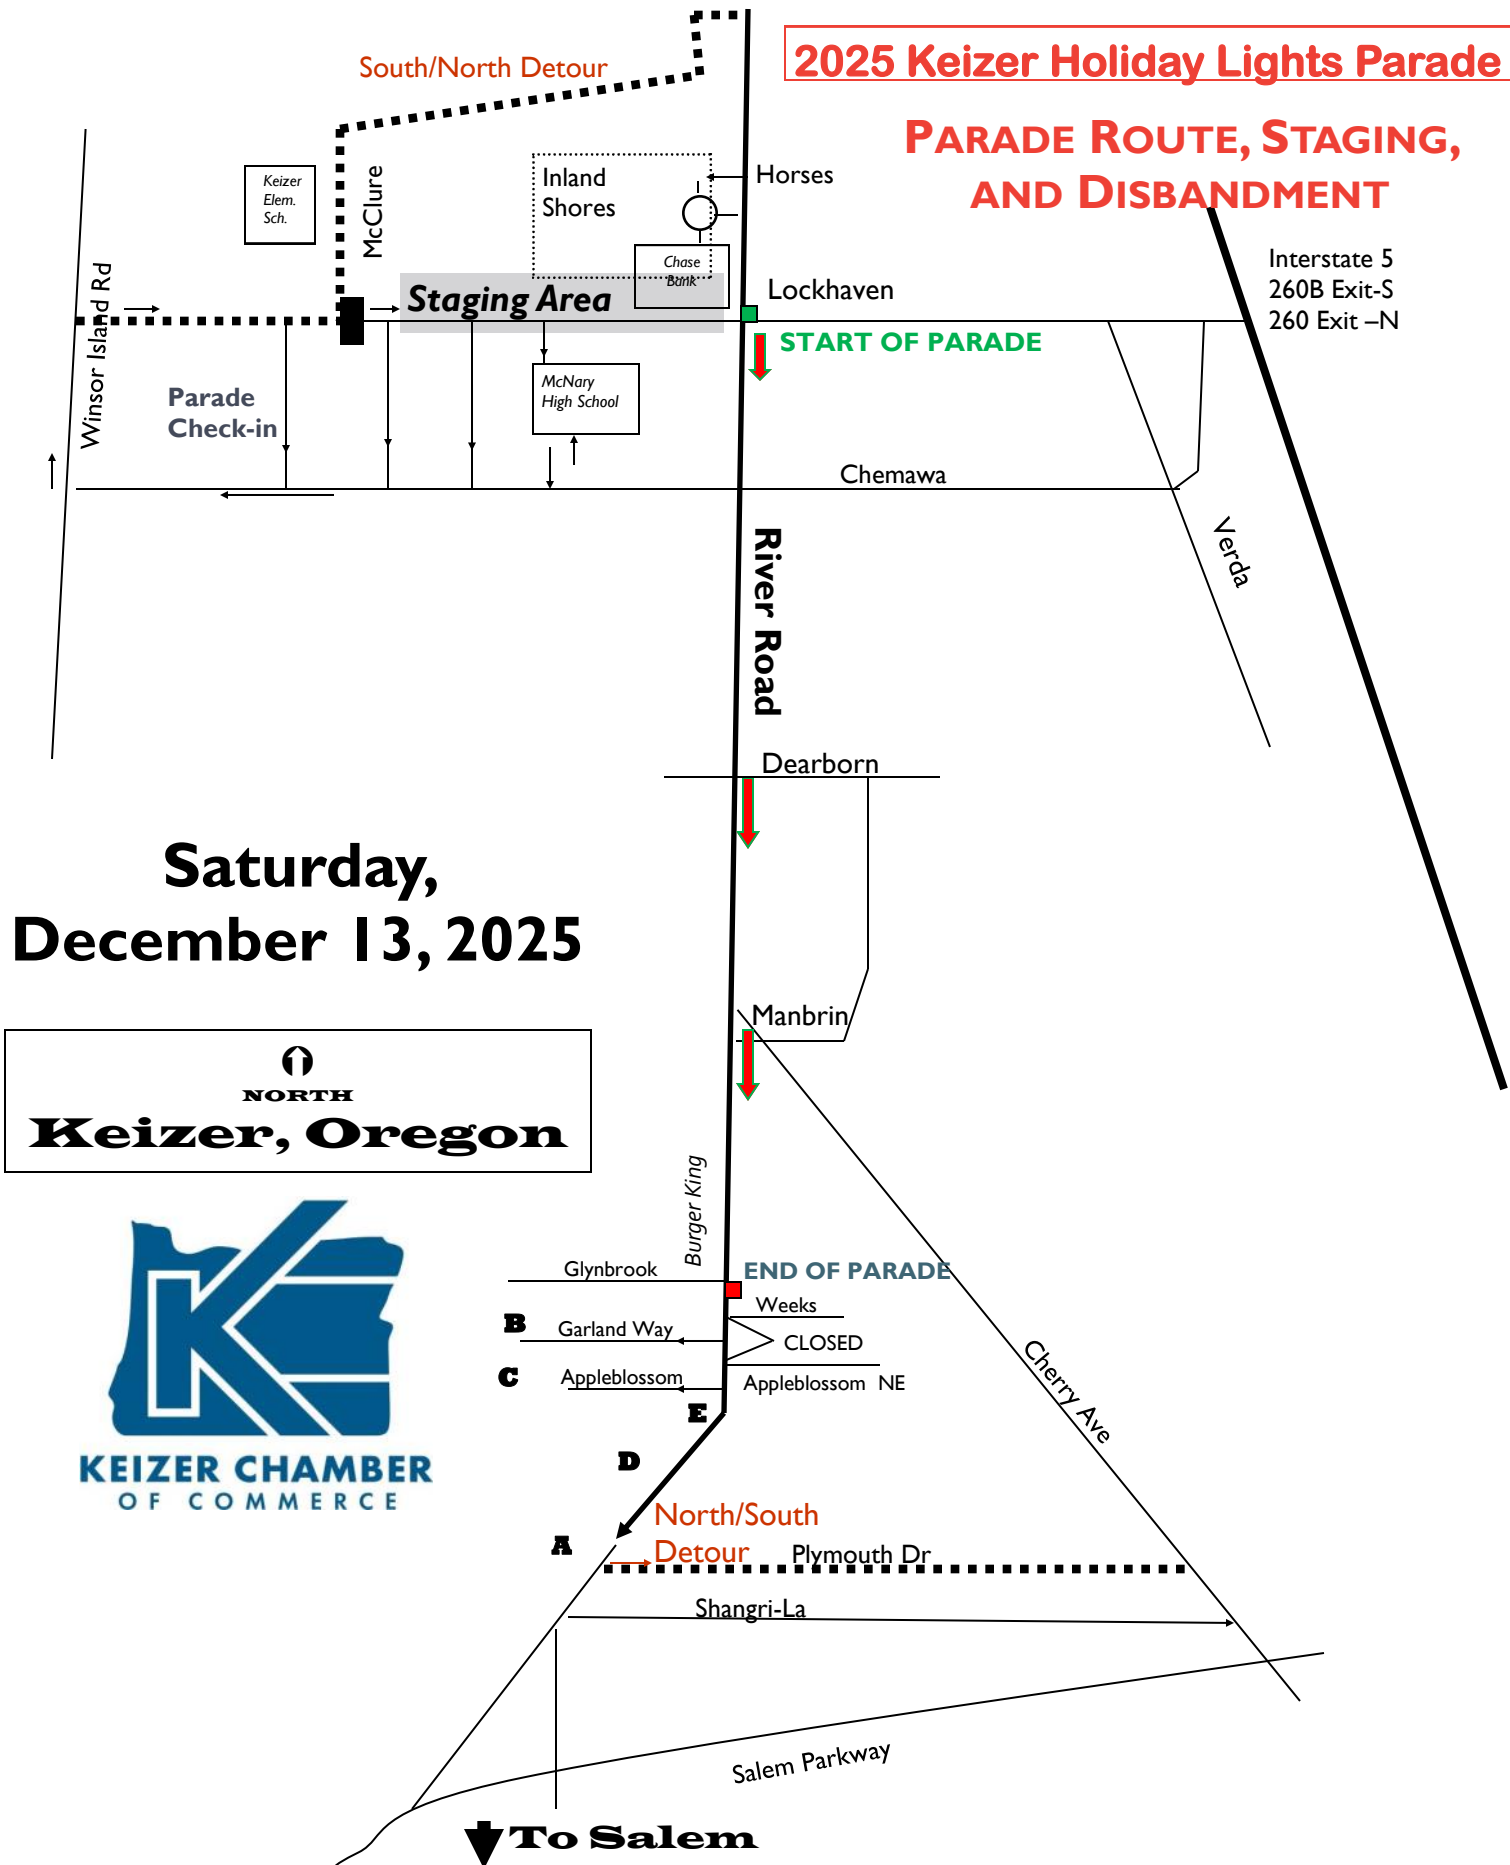 2025 Keizer Holiday Lights Parade
PARADE ROUTE, STAGING,
AND DISBANDMENT
South/North Detour
Keizer
Elem.
Sch.
McClure
Inland
Shores
Horses
Chase
Bank
Interstate 5
260B Exit-S
260 Exit –N
Staging Area
Lockhaven
START OF PARADE
Winsor Island Rd
Parade
Check-in
McNary
High School
Chemawa
Verda
River Road
Dearborn
Saturday,
December 13, 2025
Manbrin
NORTH
Keizer, Oregon
Burger King
Glynbrook
END OF PARADE
Weeks
B
Garland Way
CLOSED
C
Appleblossom
Appleblossom NE
E
Cherry Ave
D
KEIZER CHAMBER
OF COMMERCE
North/South
Detour
A
Plymouth Dr
Shangri-La
Salem Parkway
To Salem